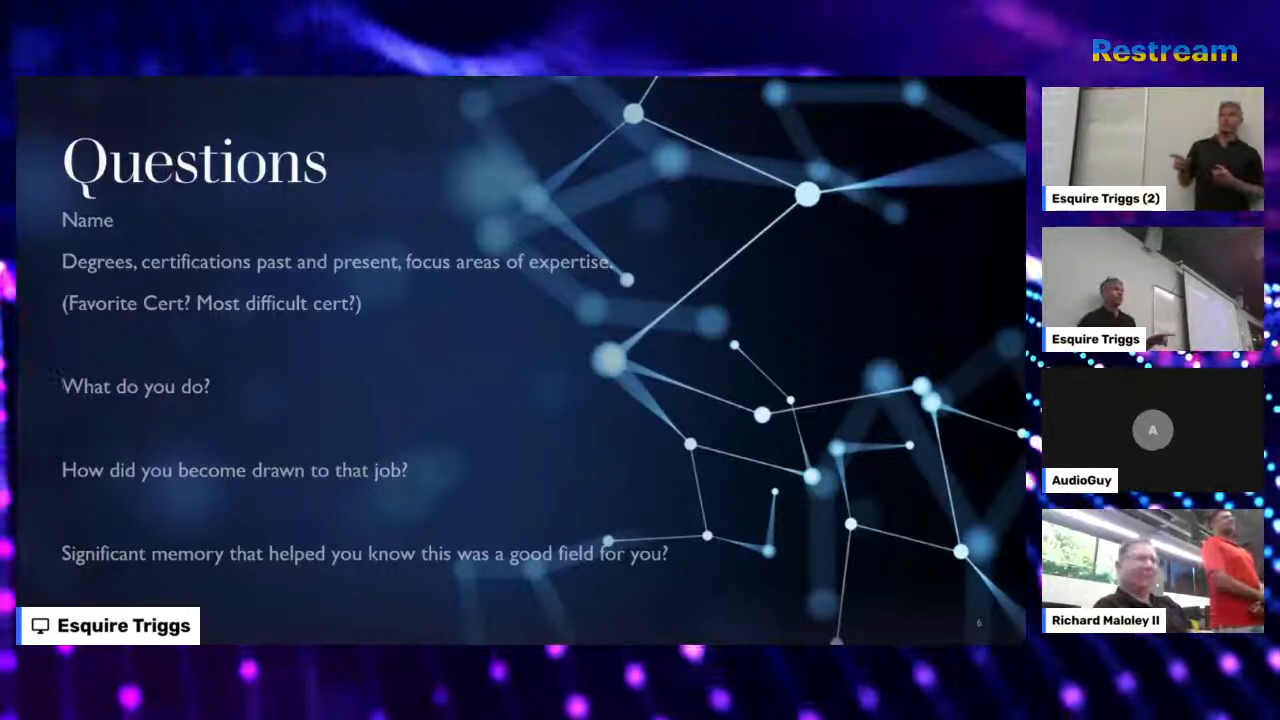 Restream
Questions
Name
Degrees, certifications past and present, focus areas of expertise.
(Favorite Cert? Most difficult cert?)
What do you do?
How did you become drawn to that job?
Significant memory that helped you know this was a good field for you?
6
Esquire Triggs
Esquire Triggs (2)
Esquire Triggs
A
AudioGuy
Richard Maloley II